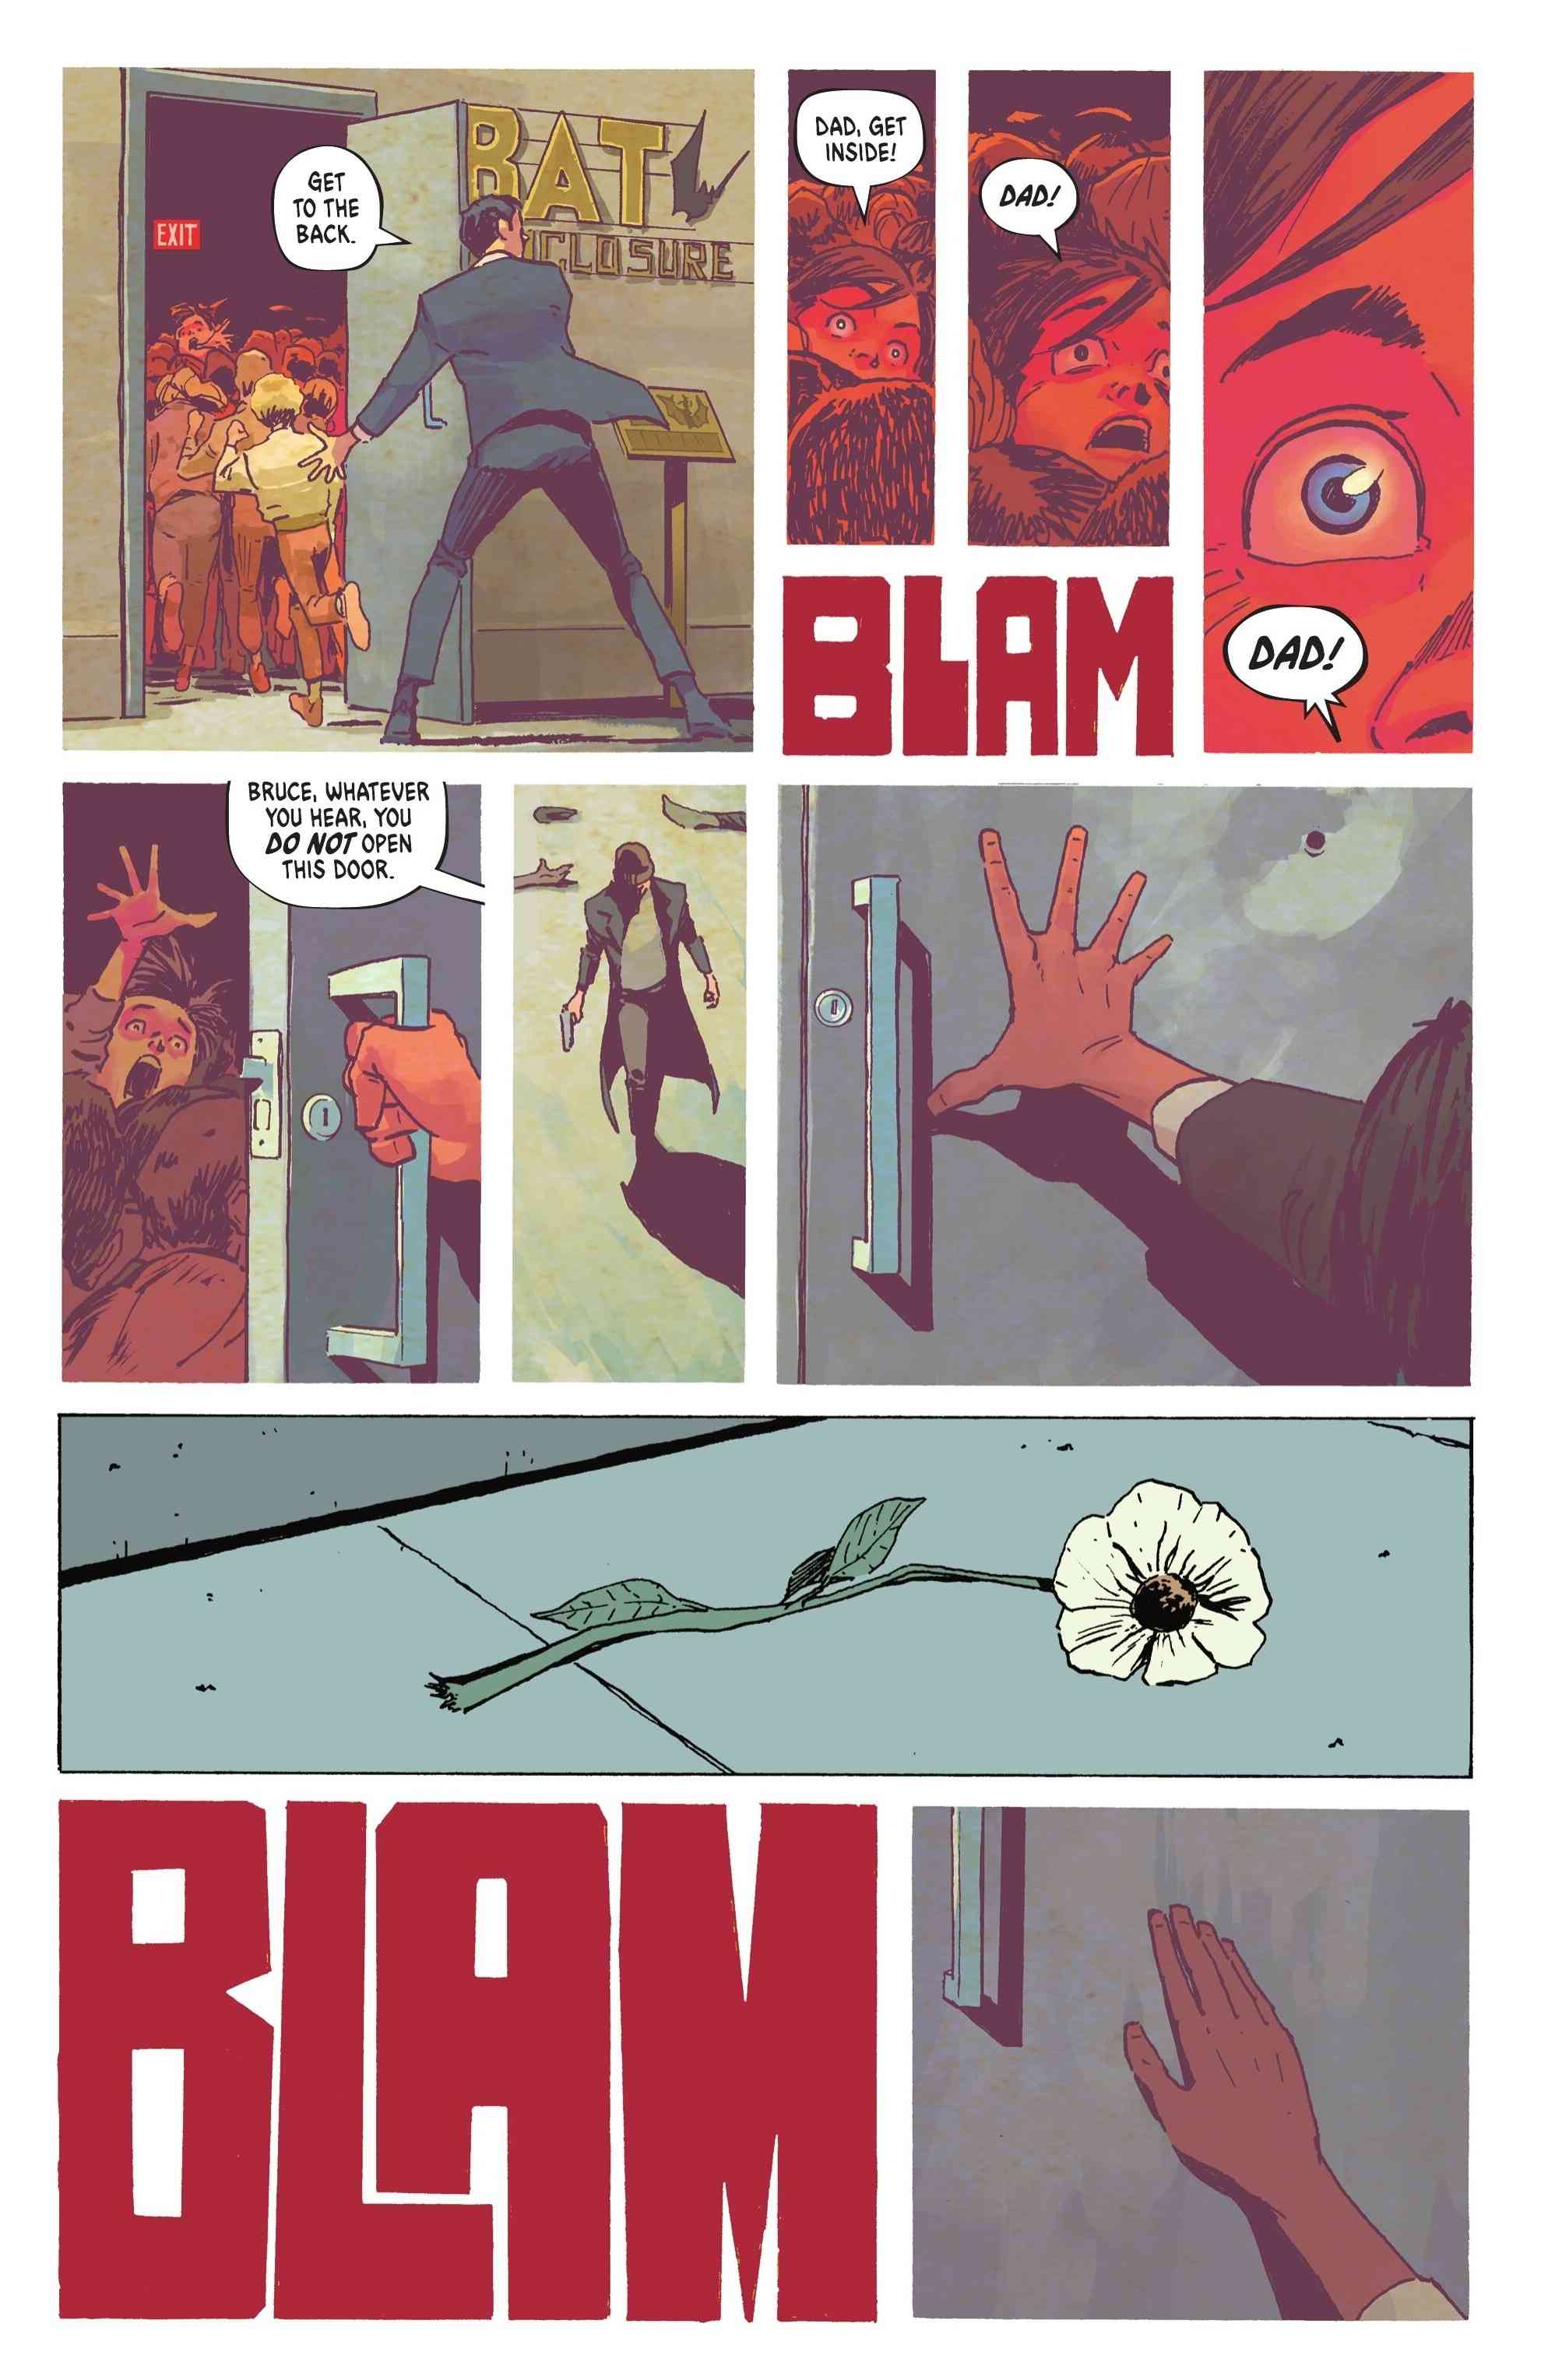 BAT
ENCLOSURE
EXIT
GET
TO THE
BACK.
DAD, GET
INSIDE!
DAD!
BLAM
DAD!
BRUCE, WHATEVER
YOU HEAR, YOU
DO NOT OPEN
THIS DOOR.
BLAM